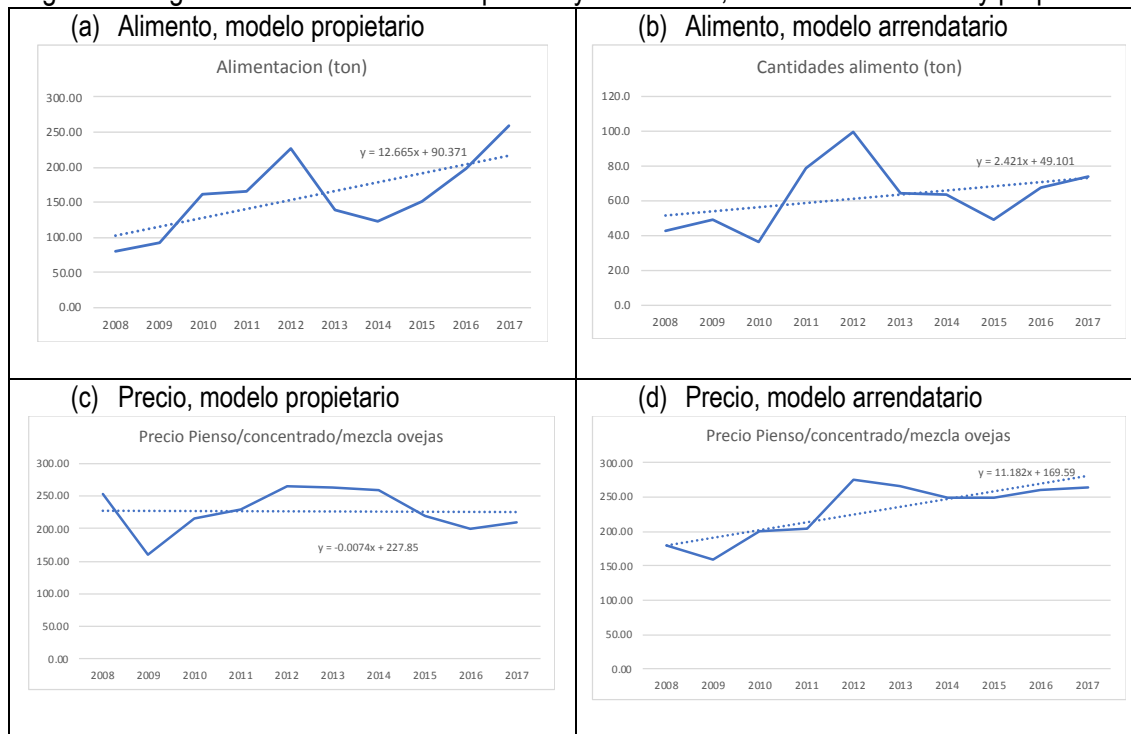 (a) Alimento, modelo propietario
Alimentacion (ton)
300.00
250.00
200.00
150.00
100.00
50.00
0.00
y = 12.665x + 90.371
2008 2009 2010 2011 2012 2013 2014 2015 2016 2017
(b) Alimento, modelo arrendatario
Cantidades alimento (ton)
120.0
100.0
80.0
60.0
40.0
20.0
0.0
y = 2.421x + 49.101
2008 2009 2010 2011 2012 2013 2014 2015 2016 2017
(c) Precio, modelo propietario
Precio Pienso/concentrado/mezcla ovejas
300.00
250.00
200.00
150.00
100.00
50.00
0.00
y = -0.0074x + 227.85
2008 2009 2010 2011 2012 2013 2014 2015 2016 2017
(d) Precio, modelo arrendatario
Precio Pienso/concentrado/mezcla ovejas
300.00
250.00
200.00
150.00
100.00
50.00
0.00
y = 11.182x + 169.59
2008 2009 2010 2011 2012 2013 2014 2015 2016 2017